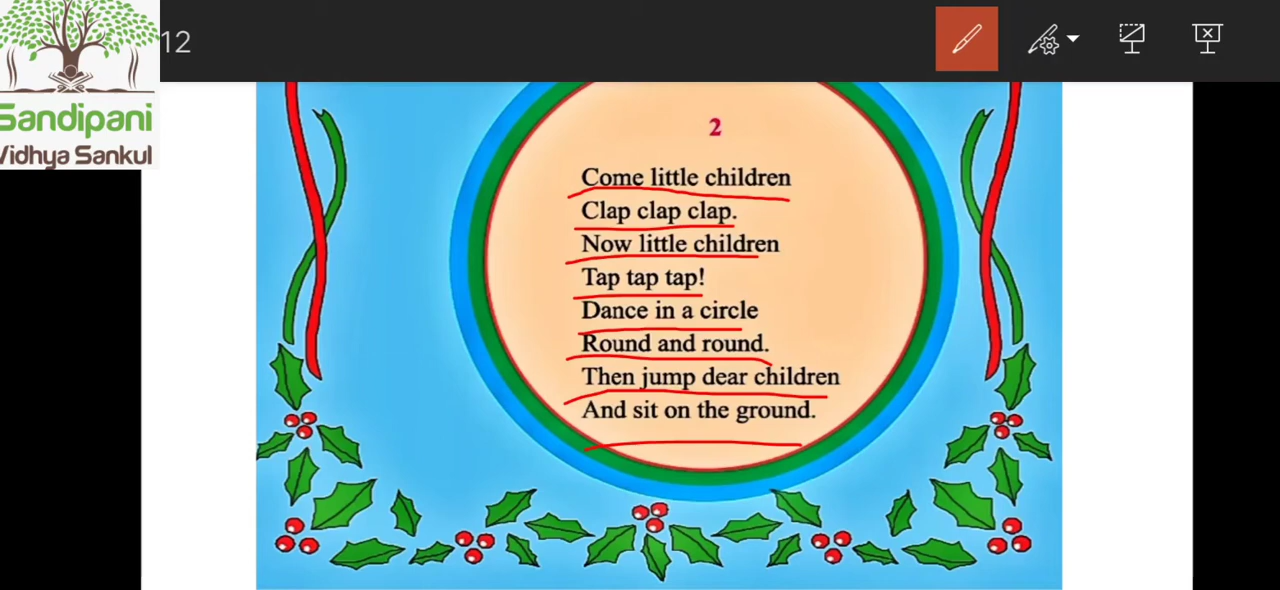 12
Sandipani
Vidhya Sankul
2
Come little children
Clap clap clap.
Now little children
Tap tap tap!
Dance in a circle
Round and round.
Then jump dear children
And sit on the ground.